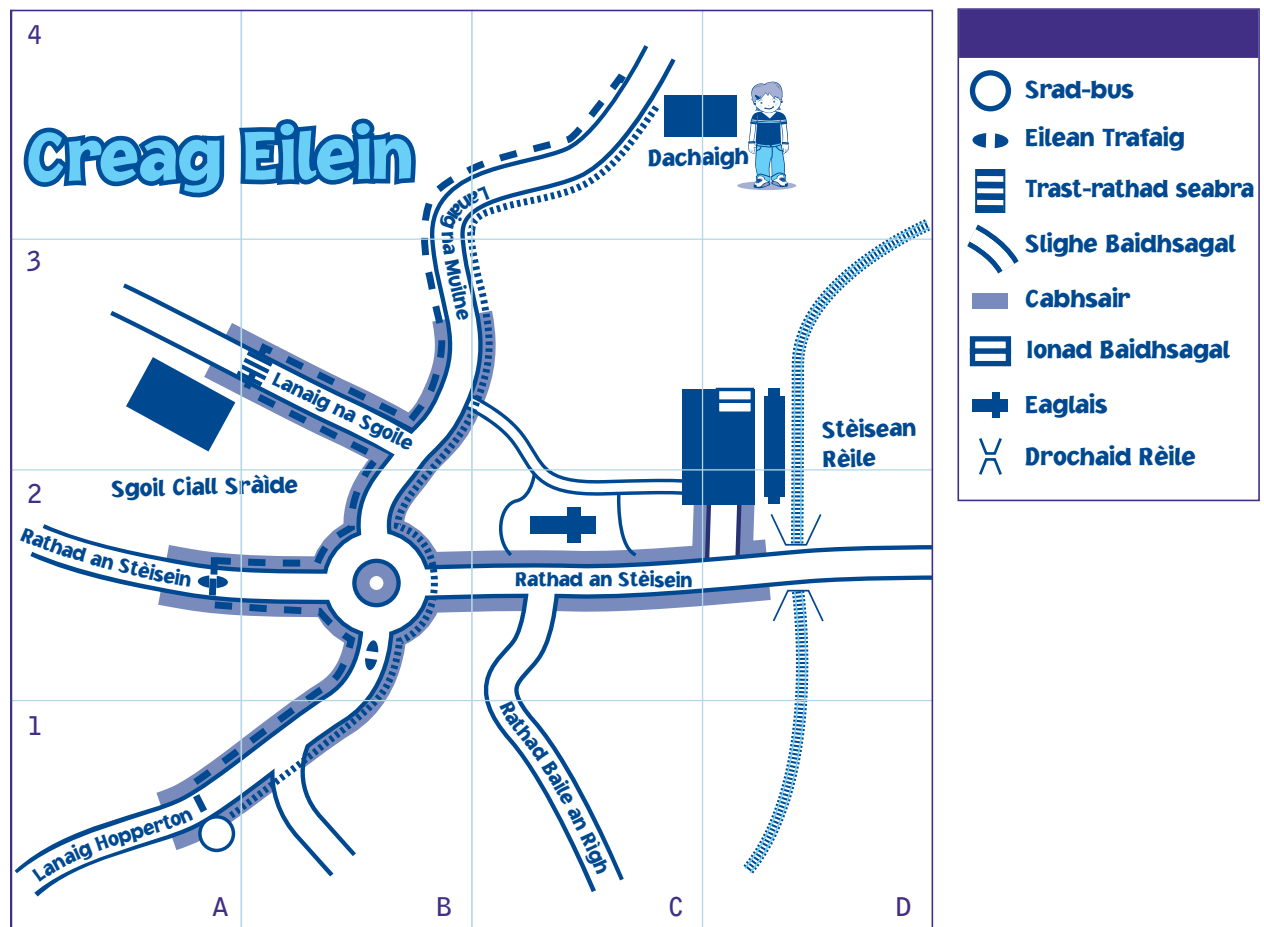 4
Creag Eilein
Dachaigh
Lanaig na Muilne
3
Lanaig na Sgoile
Stèisean
Rèile
Sgoil Ciall Sràìde
2
Rathad an Stèisein
Rathad an Stèisein
1
Rathad Baile an Rìgh
Lanaig Hopperton
A
B
C
D
Srad-bus
Eilean Trafaig
Trast-rathad seabra
Slighe Baidhsagal
Cabhsair
Ionad Baidhsagal
Eaglais
Drochaid Rèile